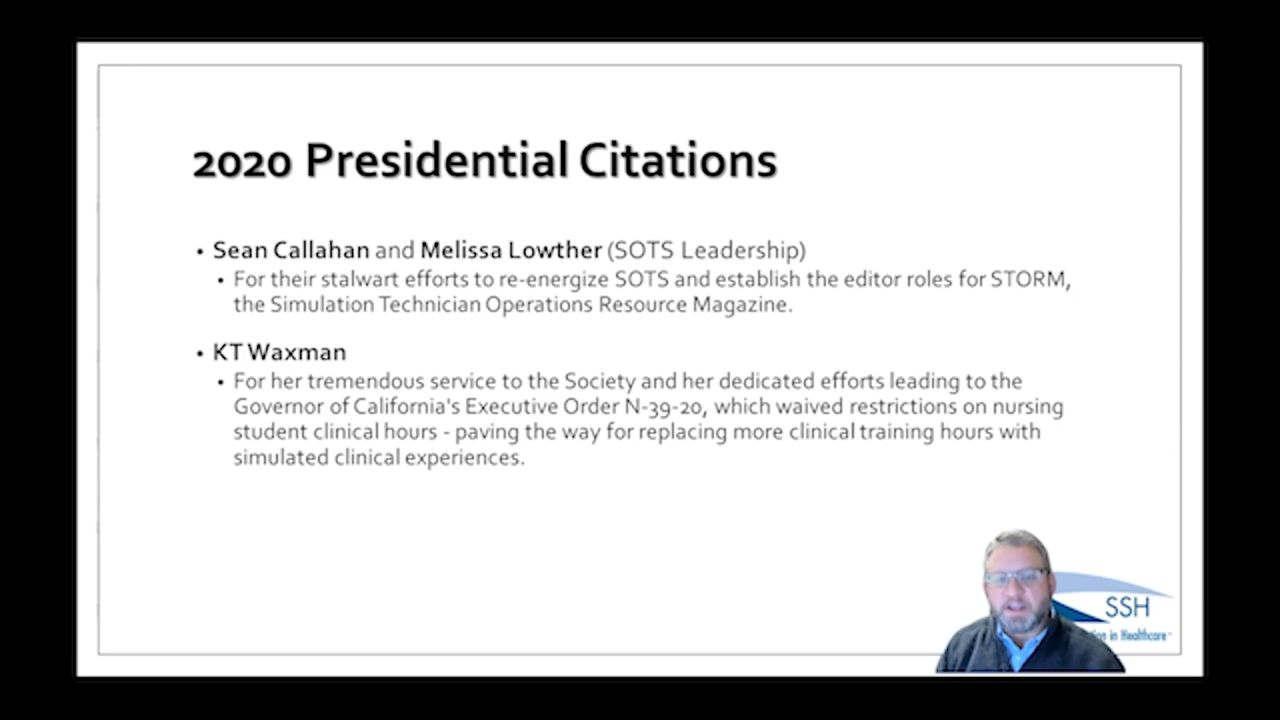 2020 Presidential Citations
• Sean Callahan and Melissa Lowther (SOTS Leadership)
• For their stalwart efforts to re-energize SOTS and establish the editor roles for STORM,
the Simulation Technician Operations Resource Magazine.
• KT Waxman
• For her tremendous service to the Society and her dedicated efforts leading to the
Governor of California's Executive Order N-39-20, which waived restrictions on nursing
student clinical hours - paving the way for replacing more clinical training hours with
simulated clinical experiences.
SSH
in Healthcare